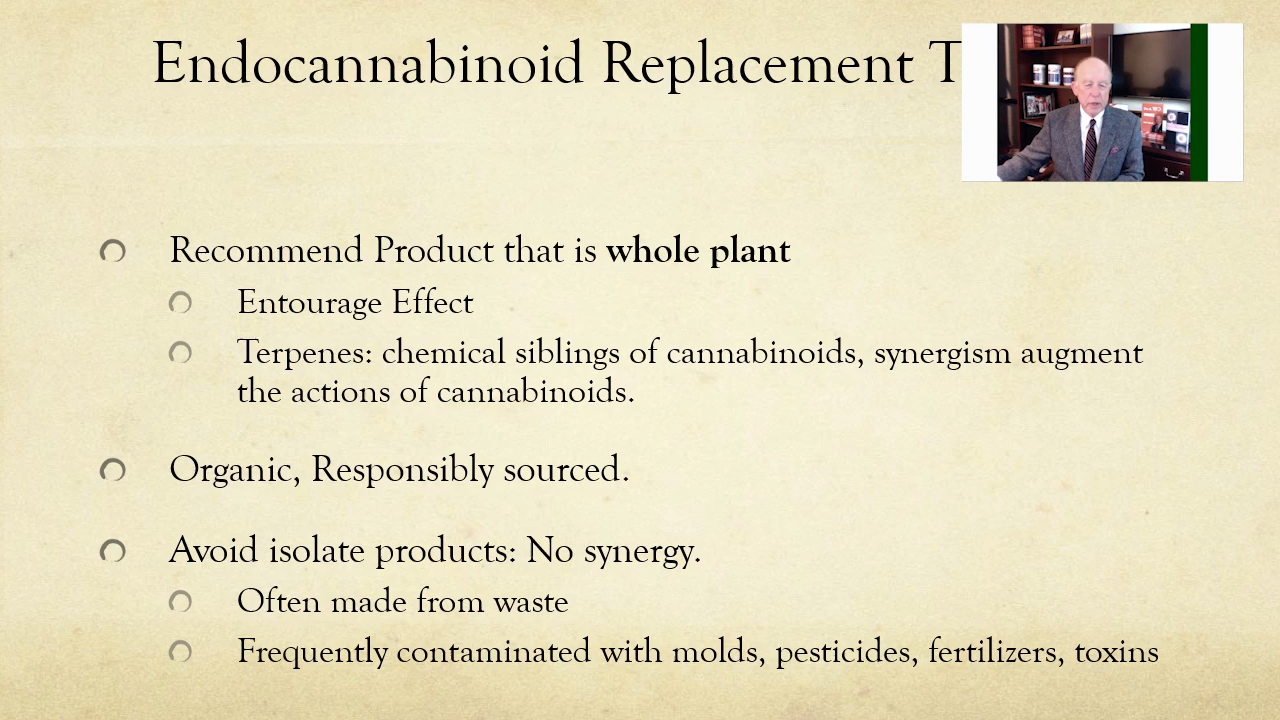 Endocannabinoid Replacement T
Recommend Product that is whole plant
Entourage Effect
Terpenes: chemical siblings of cannabinoids, synergism augment
the actions of cannabinoids.
Organic, Responsibly sourced.
Avoid isolate products: No synergy.
Often made from waste
Frequently contaminated with molds, pesticides, fertilizers, toxins